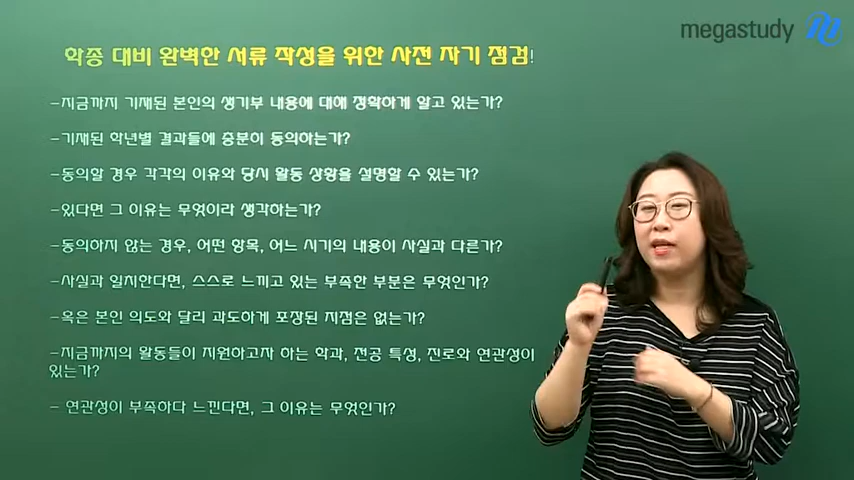 megastudy
학종 대비 완벽한 서류 작성을 위한 사전 자기 점검!
-지금까지 기재된 본인의 생기부 내용에 대해 정확하게 알고 있는가?
-기재된 학년별 결과들에 충분히 동의하는가?
-동의할 경우 각각의 이유와 당시 활동 상황을 설명할 수 있는가?
-있다면 그 이유는 무엇이라 생각하는가?
-동의하지 않는 경우, 어떤 항목, 어느 시기의 내용이 사실과 다른가?
-사실과 일치한다면, 스스로 느끼고 있는 부족한 부분은 무엇인가?
-혹은 본인 의도와 달리 과도하게 포장된 지점은 없는가?
-지금까지의 활동들이 지원하고자 하는 학과, 전공 특성, 진로와 연관성이
있는가?
- 연관성이 부족하다 느낀다면, 그 이유는 무엇인가?